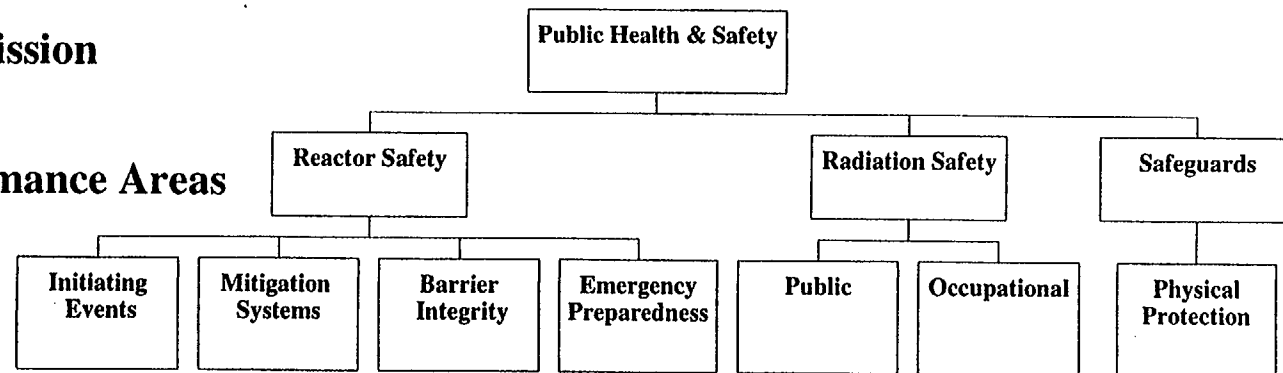 ission
Public Health & Safety
mance Areas
Reactor Safety
Radiation Safety
Safeguards
Initiating
Events
Mitigation
Systems
Barrier
Integrity
Emergency
Preparedness
Public
Occupational
Physical
Protection